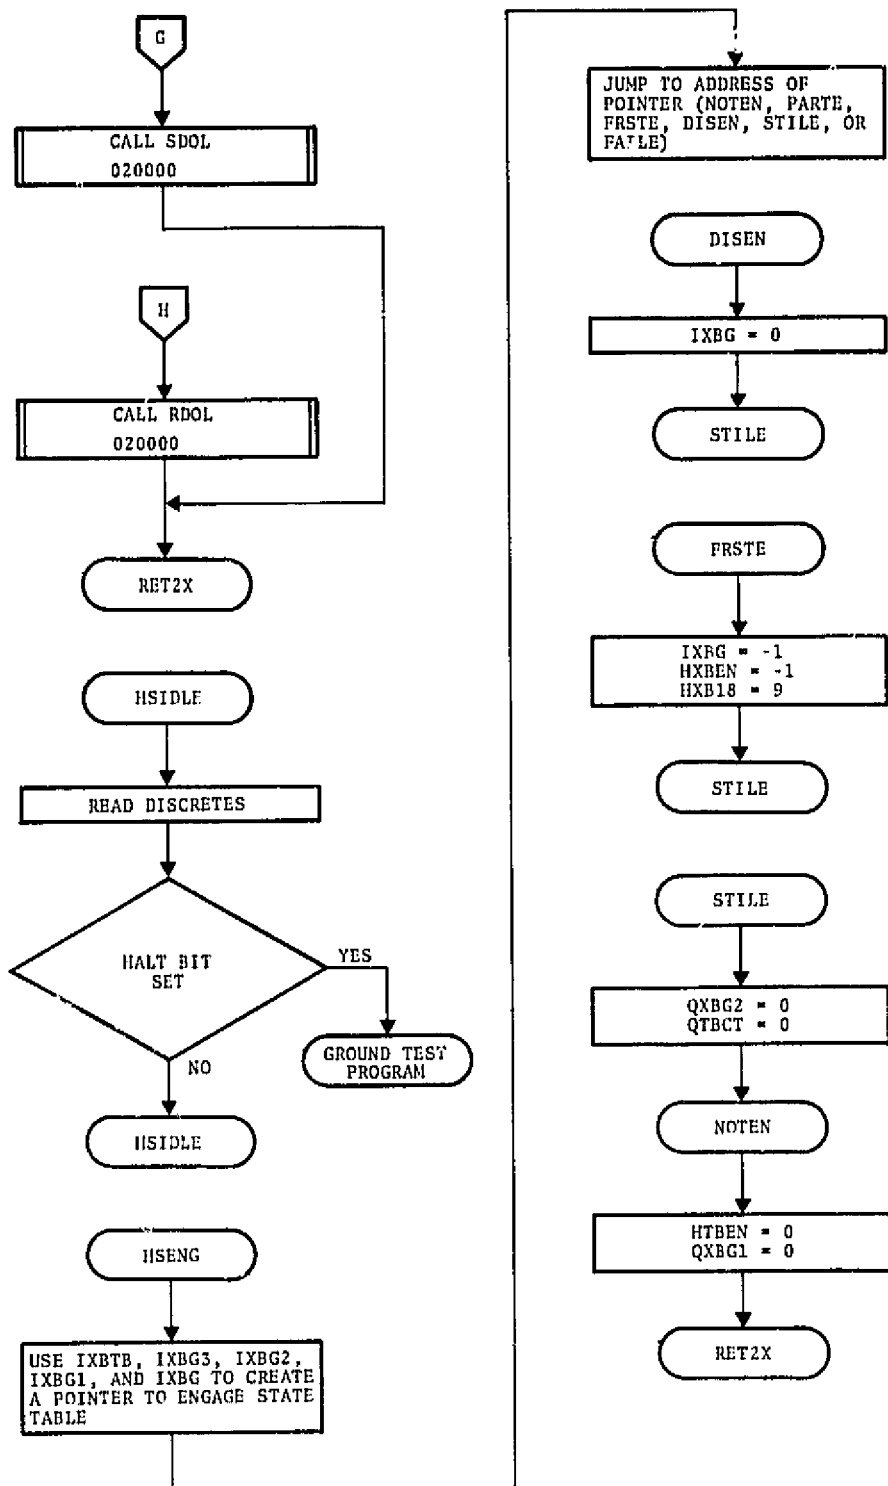 G
CALL SDOL
020000
H
CALL RDOL
020000
RET2X
HSIDLE
READ DISCRETES
HALT BIT
SET
YES
NO
GROUND TEST
PROGRAM
HSIDLE
HSENG
USE IXBTB, IXBG3, IXBG2,
IXBG1, AND IXBG TO CREATE
A POINTER TO ENGAGE STATE
TABLE
JUMP TO ADDRESS OF
POINTER (NOTEN, PARTE,
FRSTE, DISEN, STILE, OR
FAILE)
DISEN
IXBG = 0
STILE
FRSTE
IXBG = -1
HXBEN = -1
HXB18 = 9
STILE
STILE
QXBG2 = 0
QTBCT = 0
NOTEN
HTBEN = 0
QXBG1 = 0
RET2X